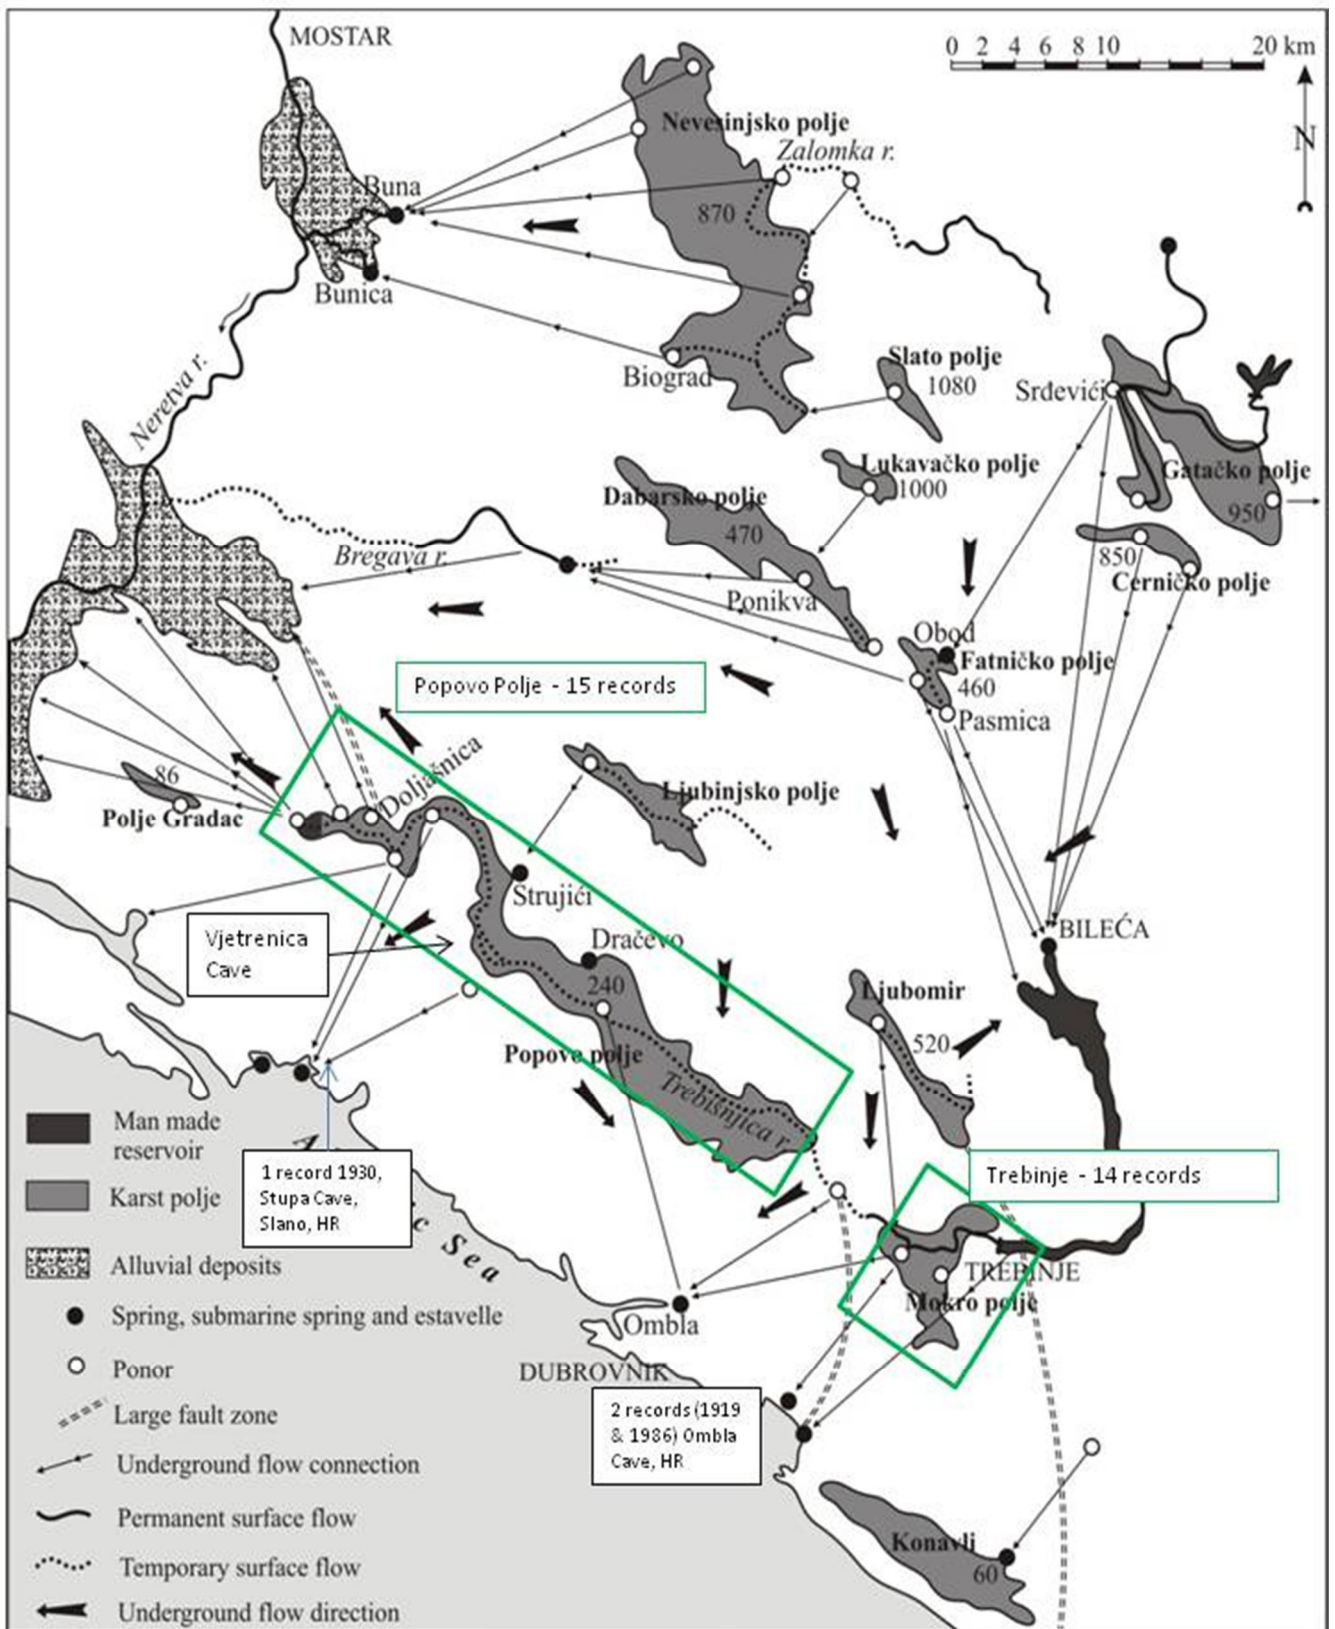 MOSTAR
0 2 4 6 8 10 20 km
N
Nevesinjsko polje
Zalomka r.
Buna
870
Bunica
Neretva r.
Biograd
Slato polje
1080
Srđevići
Lukavačko polje
1000
Gatačko polje
950
Dabarsko polje
470
Bregava r.
850
Cerničko polje
Ponikva
Obod
Fatničko polje
460
Pasmica
Popovo Polje - 15 records
Doljašnica
86
Polje Gradac
Ljubinjsko polje
Strujići
Vjetrenica
Cave
Dračevo
240
BILEĆA
Ljubomir
520
Popovo polje
Trebišnjica r.
Man made
reservoir
Karst polje
Alluvial deposits
Spring, submarine spring and estavelle
Ponor
Large fault zone
Underground flow connection
Permanent surface flow
Temporary surface flow
Underground flow direction
1 record 1930,
Stupa Cave,
Slano, HR
A
c Sea
Trebinje - 14 records
TREBINJE
Mokro polje
Ombla
DUBROVNIK
2 records (1919
& 1986) Ombla
Cave, HR
Konavli
60